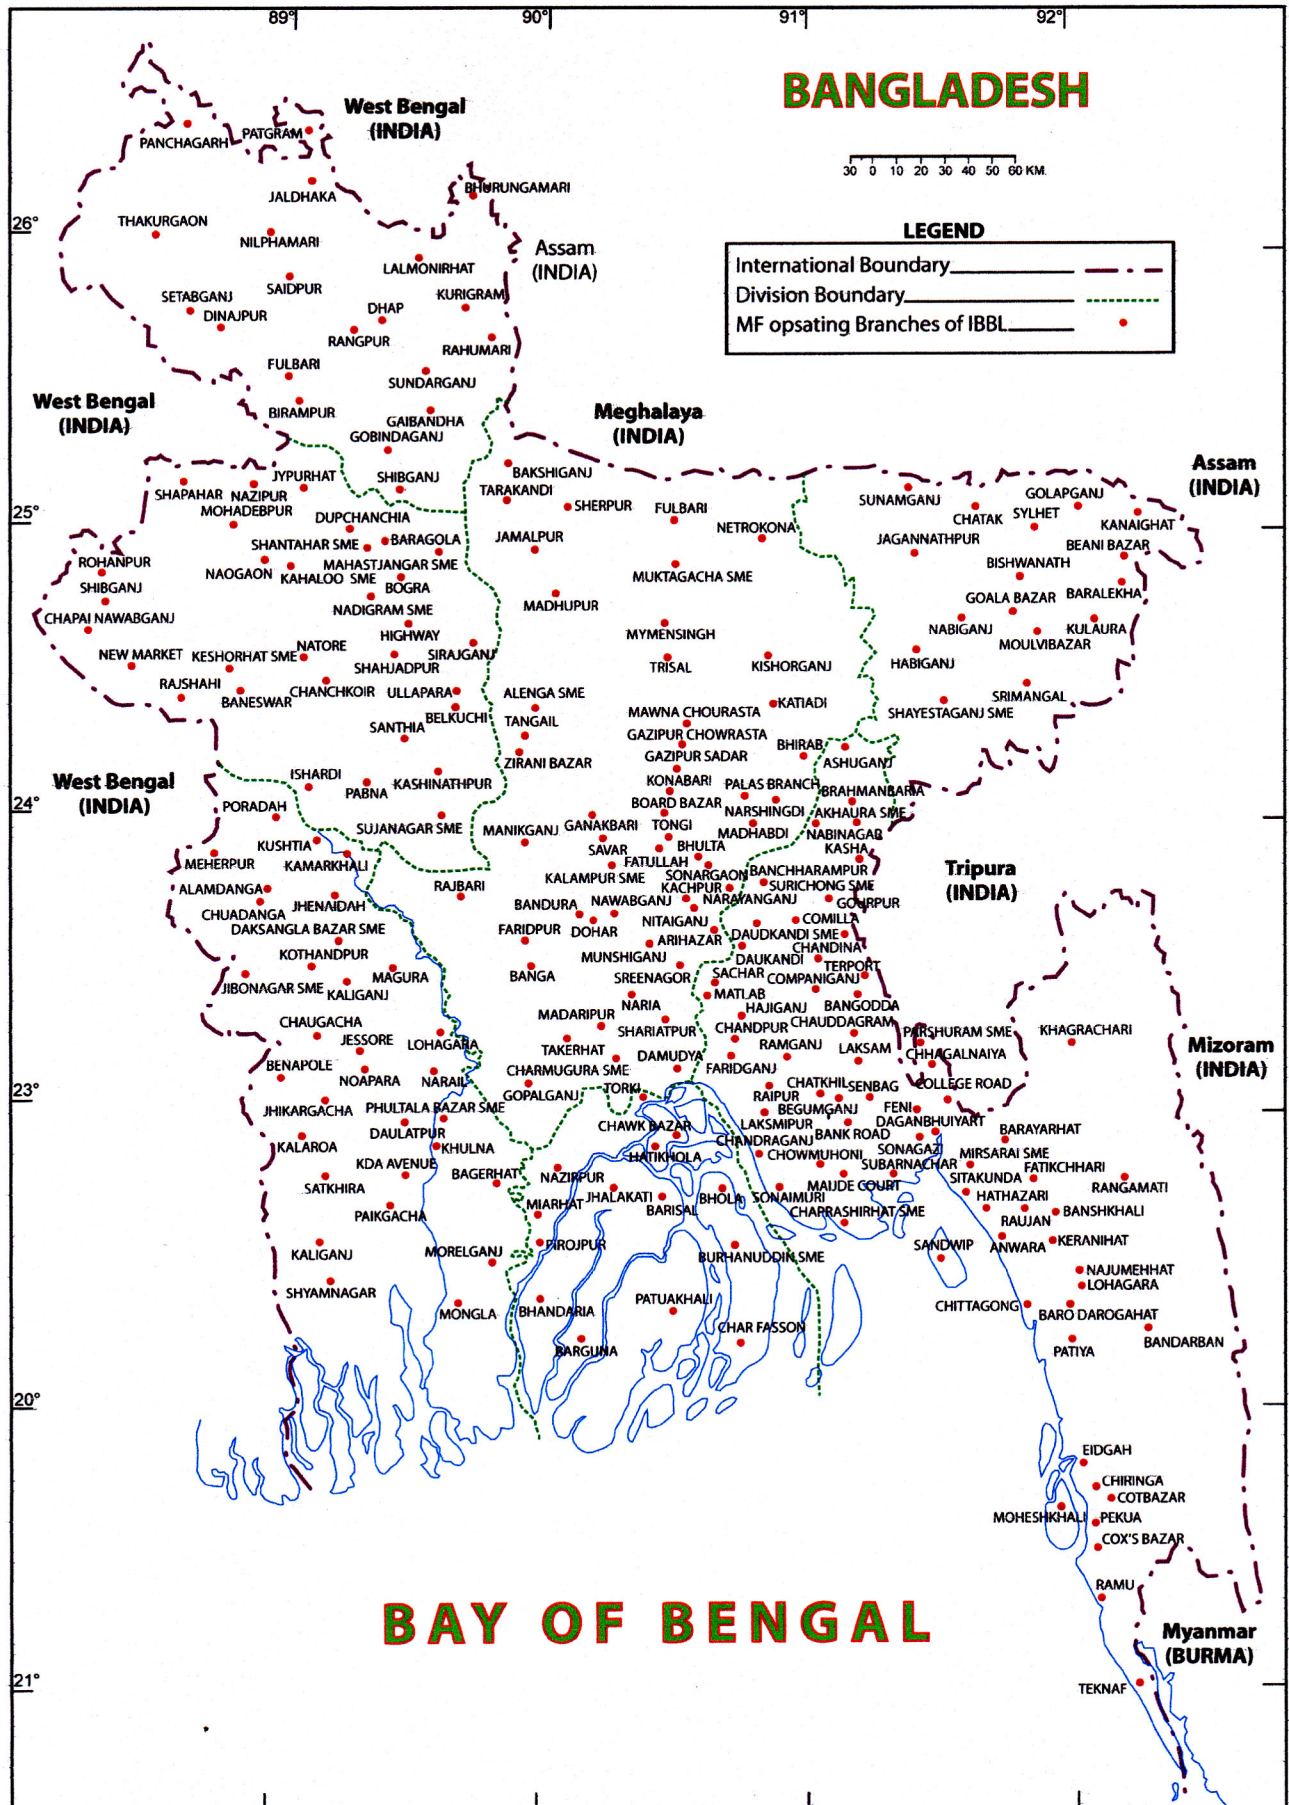 89°
90°
91°
92°
BANGLADESH
West Bengal
(INDIA)
30 0 10 20 30 40 50 60 KM.
PANCHAGARH
PATGRAM
JALDHAKA
BHURUNGAMARI
THAKURGAON
26°
NILPHAMARI
Assam
(INDIA)
LALMONIRHAT
LEGEND
International Boundary
Division Boundary
MF opsating Branches of IBBL
SAIDPUR
SETABGANJ
DINAJPUR
DHAP
KURIGRAM
RANGPUR
RAHUMARI
FULBARI
SUNDARGANJ
BIRAMPUR
GAIBANDHA
GOBINDAGANJ
West Bengal
(INDIA)
Meghalaya
(INDIA)
Assam
(INDIA)
JYPURHAT
SHIBGANJ
BAKSHIGANJ
SHAPAHAR
NAZIPUR
TARAKANDI
MOHADEBPUR
SHERPUR
FULBARI
SUNAMGANJ
GOLAPGANJ
25°
DUPCHANCHIA
CHATAK
SYLHET
KANAIGHAT
NETROKONA
SHANTAHAR SME
BARAGOLA
JAMALPUR
JAGANNATHPUR
BEANI BAZAR
ROHANPUR
NAOGAON
MAHASTJANGAR SME
KAHALOO SME
MUKTAGACHA SME
BISHWANATH
SHIBGANJ
BOGRA
BARALEKHA
GOALA BAZAR
CHAPAI NAWABGANJ
NADIGRAM SME
MADHUPUR
NABIGANJ
KULAURA
HIGHWAY
MYMENSINGH
MOULVIBAZAR
NEW MARKET
KESHORHAT SME
NATORE
SIRAJGANJ
SHAHJADPUR
TRISAL
KISHORGANJ
HABIGANJ
RAJSHAHI
BANESWAR
CHANCHKOIR
ULLAPARA
ALENGA SME
SRIMANGAL
KATIADI
MAWNA CHOURASTA
SHAYESTAGANJ SME
BELKUCHI
TANGAIL
SANTHIA
GAZIPUR CHOWRASTA
BHIRAB
GAZIPUR SADAR
ZIRANI BAZAR
ASHUGANJ
West Bengal
(INDIA)
ISHARDI
PABNA
KASHINATHPUR
KONABARI
PALAS BRANCH
BRAHMANBARIA
24°
PORADAH
BOARD BAZAR
NARSHINGDI
AKHAURA SME
SUJANAGAR SME
MANIKGANJ
GANAKBARI
TONGI
MADHABDI
NABINAGAR
KUSHTIA
SAVAR
BHULTA
KASHA
MEHERPUR
KAMARKHALI
FATULLAH
SONARGAON
BANCHHARAMPUR
Tripura
(INDIA)
KALAMPUR SME
KACHPUR
SURICHONG SME
ALAMDANGA
RAJBARI
BANDURA
NAWABGANJ
NARAYANGANJ
GOURPUR
CHUADANGA
JHENAIDAH
NITAIGANJ
COMILLA
DAKSANGLA BAZAR SME
FARIDPUR
DOHAR
ARIHAZAR
DAUDKANDI SME
CHANDINA
KOTHANDPUR
MUNSHIGANJ
DAUKANDI
TERPORT
JIBONAGAR SME
MAGURA
BANGA
SREENAGOR
SACHAR
COMPANIGANJ
KALIGANJ
MATLAB
NARIA
HAJIGANJ
BANGODDA
CHAUGACHA
MADARIPUR
SHARIATPUR
CHANDPUR
CHAUDDAGRAM
PARSHURAM SME
KHAGRACHARI
JESSORE
LOHAGARA
TAKERHAT
DAMUDYA
RAMGANJ
LAKSAM
CHHAGALNAIYA
Mizoram
(INDIA)
BENAPOLE
NOAPARA
NARAIL
CHARMUGURA SME
FARIDGANJ
23°
GOPALGANJ
TORKI
RAIPUR
CHATKHIL
SENBAG
COLLEGE ROAD
JHIKARGACHA
PHULTALA BAZAR SME
BEGUMGANJ
FENI
CHAWK BAZAR
LAKSMIPUR
DAGANBHUIYART
KALAROA
DAULATPUR
KHULNA
CHANDRAGANJ
BANK ROAD
BARAYARHAT
HATIKHOLA
CHOWMUHONI
SONAGAZI
MIRSARAI SME
KDA AVENUE
BAGERHAT
NAZIRPUR
SUBARNACHAR
FATIKCHHARI
SATKHIRA
SITAKUNDA
RANGAMATI
MIARHAT
JHALAKATI
BHOLA
SONAIMURI
MAIJDE COURT
HATHAZARI
PAIKGACHA
BARISAL
CHAPRASHIRHAT SME
BANSHKHALI
RAUJAN
KALIGANJ
MORELGANJ
PIROJPUR
BURHANUDDIN SME
SANDWIP
ANWARA
KERANIHAT
SHYAMNAGAR
NAJUMEHHAT
LOHAGARA
MONGLA
BHANDARIA
PATUAKHALI
CHITTAGONG
BARO DAROGAHAT
CHAR FASSON
BARGUNA
PATIYA
BANDARBAN
20°
EIDGAH
CHIRINGA
COTBAZAR
MOHESHKHALI
PEKUA
COX'S BAZAR
RAMU
BAY OF BENGAL
Myanmar
(BURMA)
21°
TEKNAF